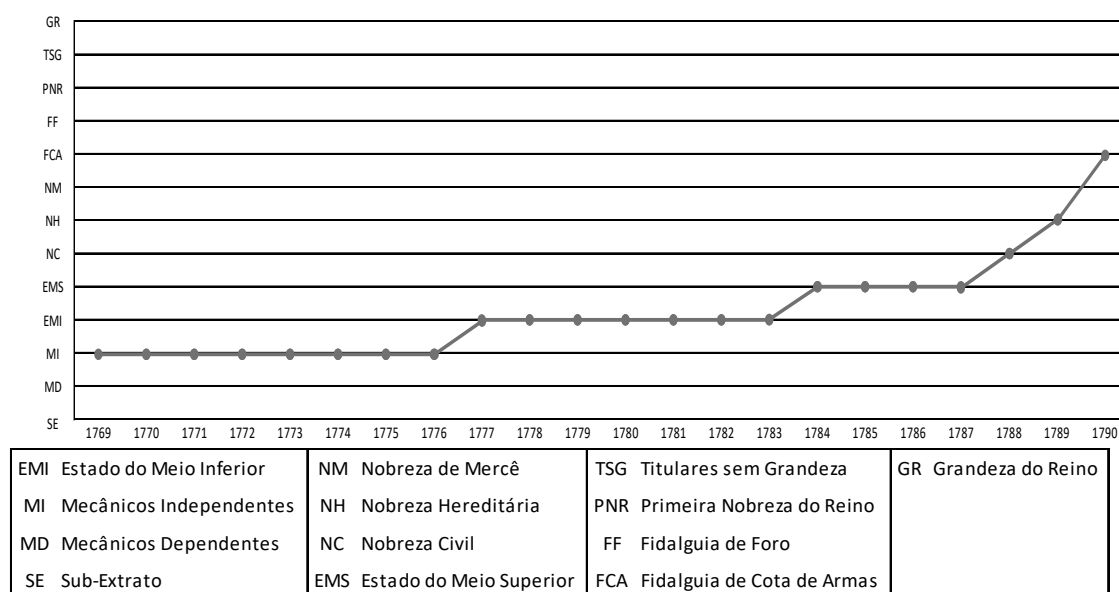 GR
TSG
PNR
FF
FCA
NM
NH
NC
EMS
EMI
MI
MD
SE
1769 1770 1771 1772 1773 1774 1775 1776 1777 1778 1779 1780 1781 1782 1783 1784 1785 1786 1787 1788 1789 1790
EMI Estado do Meio Inferior
MI Mecânicos Independentes
MD Mecânicos Dependentes
SE Sub-Extrato
NM Nobreza de Mercê
NH Nobreza Hereditária
NC Nobreza Civil
EMS Estado do Meio Superior
TSG Titulares sem Grandeza
PNR Primeira Nobreza do Reino
FF Fidalguia de Foro
FCA Fidalguia de Cota de Armas
GR Grandeza do Reino